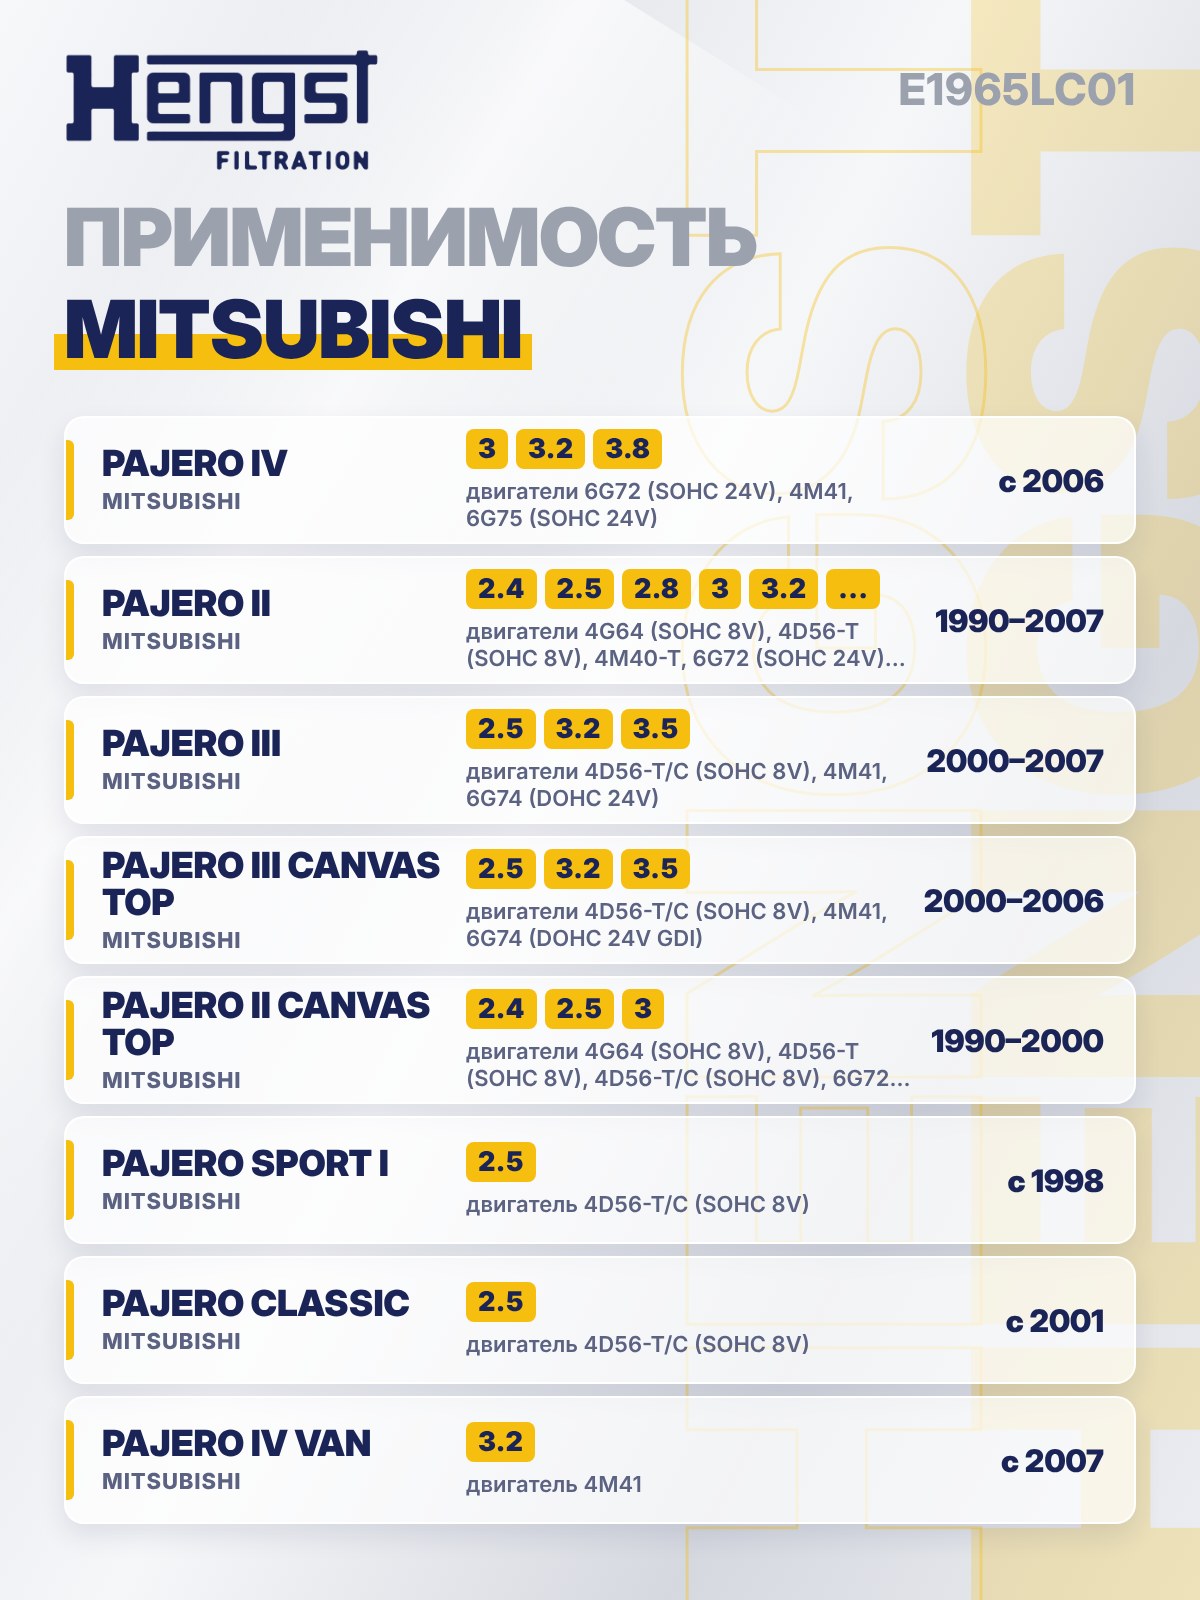 Hengst
FILTRATION
E1965LC01
ПРИМЕНИМОСТЬ
MITSUBISHI
PAJERO IV
MITSUBISHI
3 3.2 3.8
двигатели 6G72 (SOHC 24V), 4M41,
6G75 (SOHC 24V)
с 2006
PAJERO II
MITSUBISHI
2.4 2.5 2.8 3 3.2 ...
двигатели 4G64 (SOHC 8V), 4D56-T
(SOHC 8V), 4M40-T, 6G72 (SOHC 24V)...
1990–2007
PAJERO III
MITSUBISHI
2.5 3.2 3.5
двигатели 4D56-T/C (SOHC 8V), 4M41,
6G74 (DOHC 24V)
2000–2007
PAJERO III CANVAS
TOP
MITSUBISHI
2.5 3.2 3.5
двигатели 4D56-T/C (SOHC 8V), 4M41,
6G74 (DOHC 24V GDI)
2000–2006
PAJERO II CANVAS
TOP
MITSUBISHI
2.4 2.5 3
двигатели 4G64 (SOHC 8V), 4D56-T
(SOHC 8V), 4D56-T/C (SOHC 8V), 6G72...
1990–2000
PAJERO SPORT I
MITSUBISHI
2.5
двигатель 4D56-T/C (SOHC 8V)
с 1998
PAJERO CLASSIC
MITSUBISHI
2.5
двигатель 4D56-T/C (SOHC 8V)
с 2001
PAJERO IV VAN
MITSUBISHI
3.2
двигатель 4M41
с 2007
HENGST
HENGST